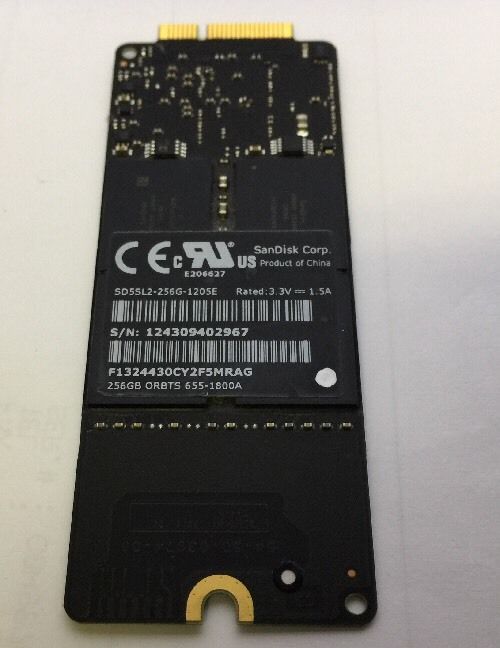 CE c UL® US SanDisk Corp.
E206627 Product of China
SD5SL2-256G-1205E Rated:3.3V⎓1.5A
S/N: 124309402967
F1324430CY2F5MRAG
256GB ORBTS 655-1800A